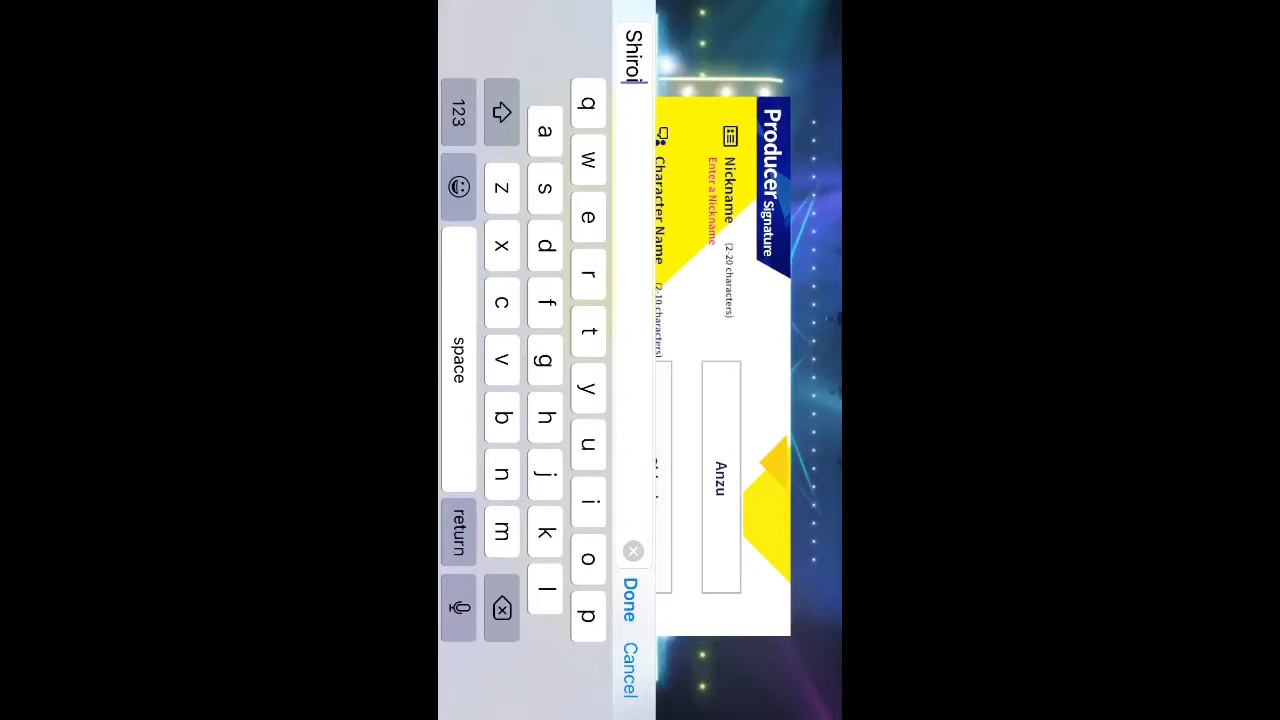 Producer Signature
Nickname (2-20 characters)
Enter a Nickname
Anzu
Character Name (2-10 characters)
Shiroi
Done
Cancel
q w e r t y u i o p
a s d f g h j k l
z x c v b n m
123
space
return